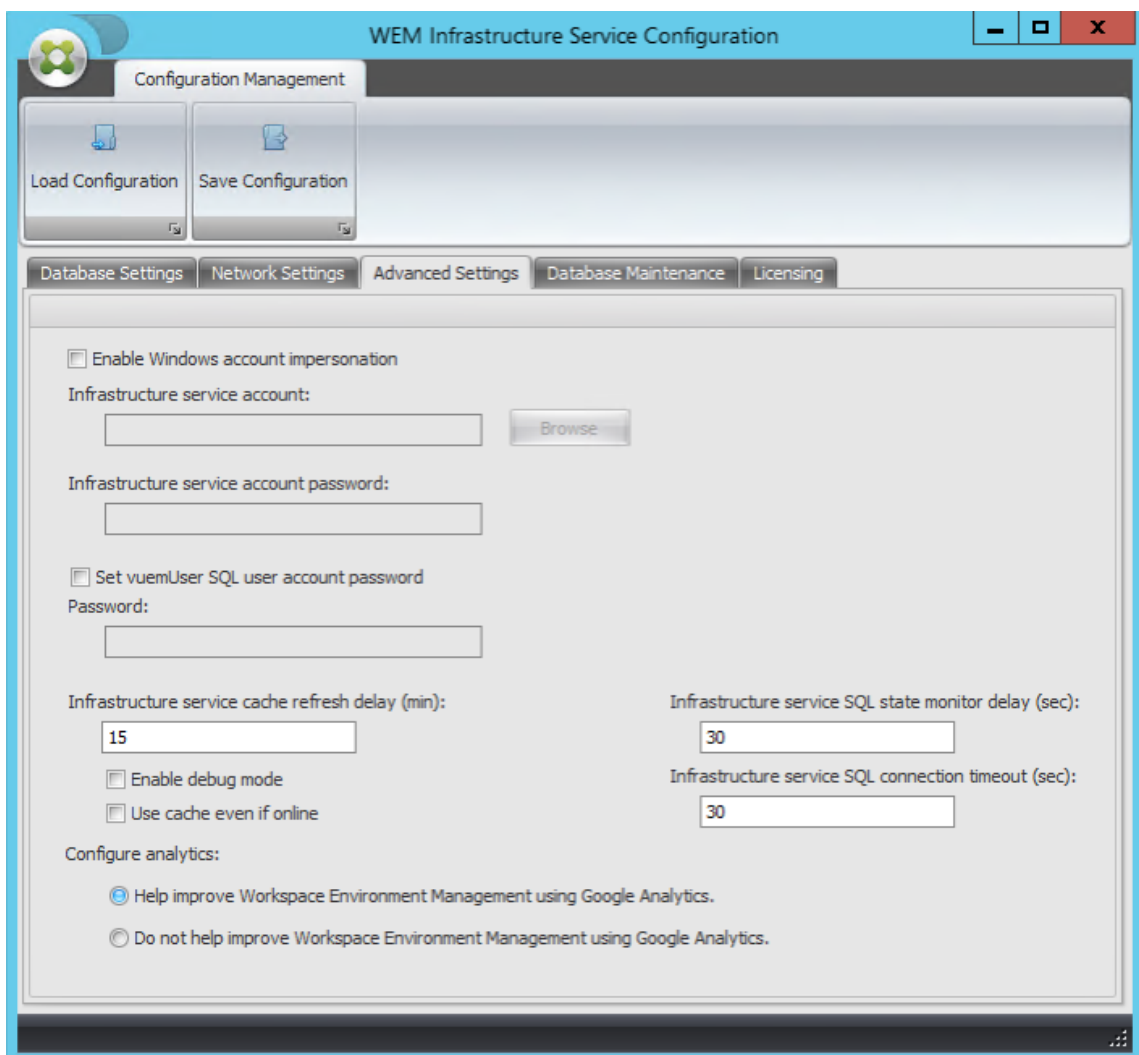 WEM Infrastructure Service Configuration
Configuration Management
Load Configuration
Save Configuration
Database Settings
Network Settings
Advanced Settings
Database Maintenance
Licensing
Enable Windows account impersonation
Infrastructure service account:
Browse
Infrastructure service account password:
Set vuemUser SQL user account password
Password:
Infrastructure service cache refresh delay (min):
15
Enable debug mode
Use cache even if online
Infrastructure service SQL state monitor delay (sec):
30
Infrastructure service SQL connection timeout (sec):
30
Configure analytics:
Help improve Workspace Environment Management using Google Analytics.
Do not help improve Workspace Environment Management using Google Analytics.